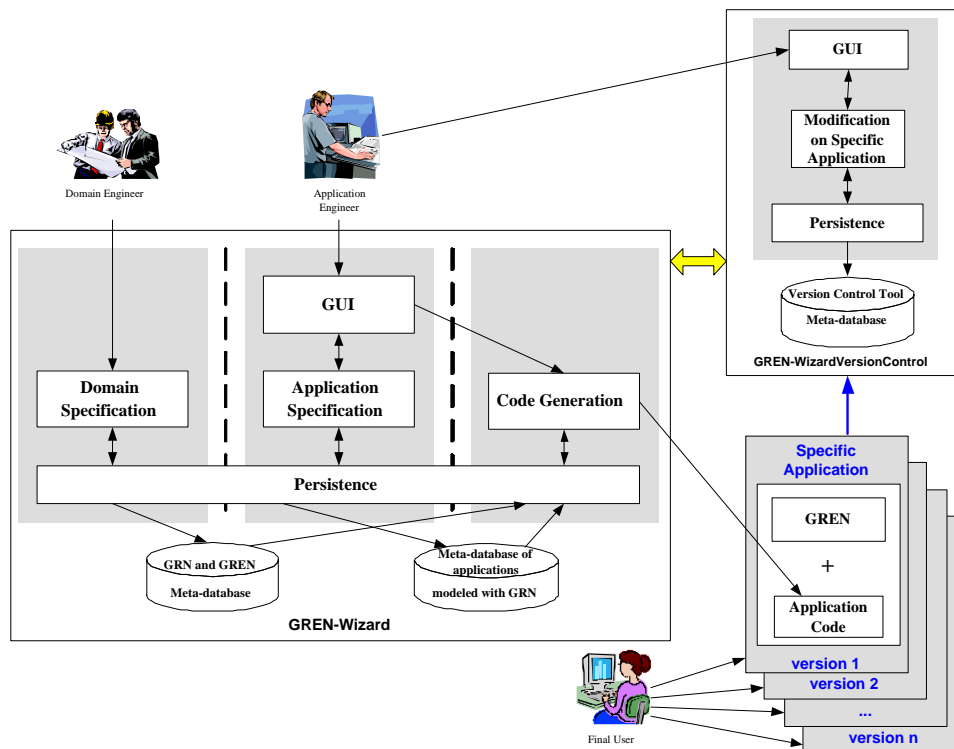 GUI
Modification
on Specific
Application
Persistence
Version Control Tool
Meta-database
GREN-WizardVersionControl
Domain Engineer
Application
Engineer
GUI
Domain
Specification
Application
Specification
Code Generation
Persistence
GRN and GREN
Meta-database
Meta-database of
applications
modeled with GRN
GREN-Wizard
Specific
Application
GREN
+
Application
Code
version 1
version 2
...
version n
Final User